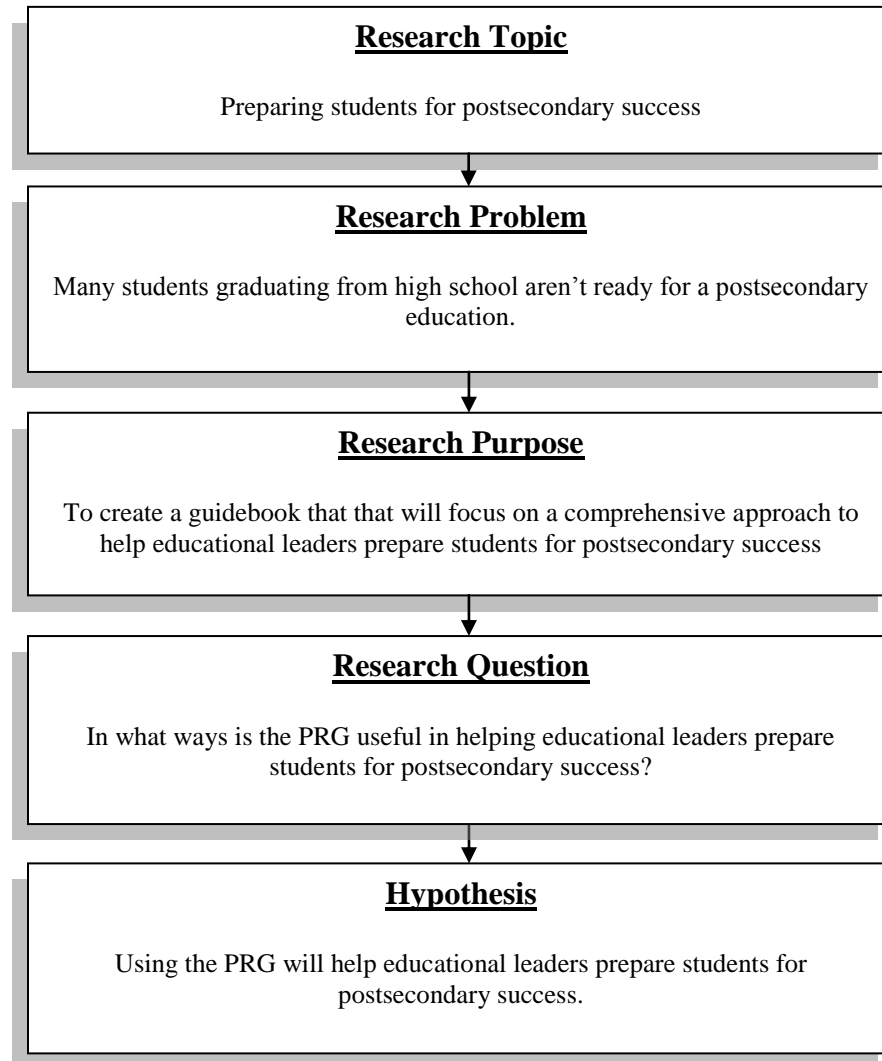 Research Topic
Preparing students for postsecondary success
Research Problem
Many students graduating from high school aren’t ready for a postsecondary
education.
Research Purpose
To create a guidebook that that will focus on a comprehensive approach to
help educational leaders prepare students for postsecondary success
Research Question
In what ways is the PRG useful in helping educational leaders prepare
students for postsecondary success?
Hypothesis
Using the PRG will help educational leaders prepare students for
postsecondary success.